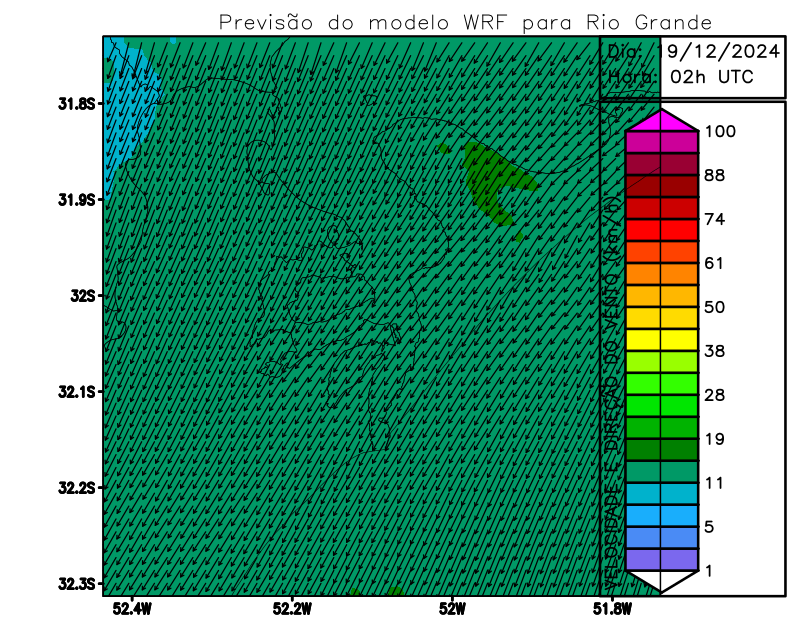 Previsão do modelo WRF para Rio Grande
Dia: 19/12/2024
Hora: 02h UTC
31.8S
31.9S
32S
32.1S
32.2S
32.3S
52.4W
52.2W
52W
51.8W
VELOCIDADE E DIREÇÃO DO VENTO (km/h)
100
88
74
61
50
38
28
19
11
5
1